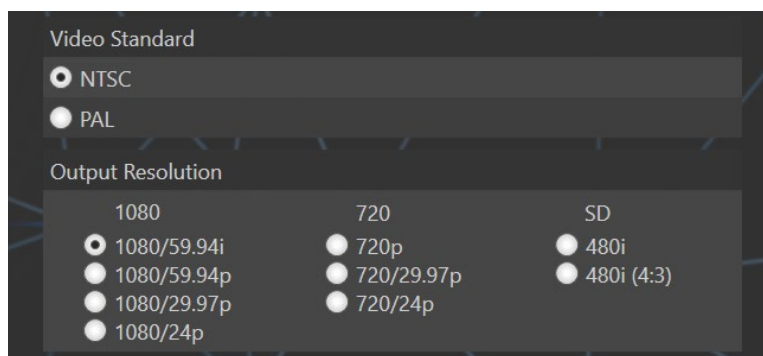 Video Standard
NTSC
PAL
Output Resolution
1080 720 SD
1080/59.94i 720p 480i
1080/59.94p 720/29.97p 480i (4:3)
1080/29.97p 720/24p
1080/24p